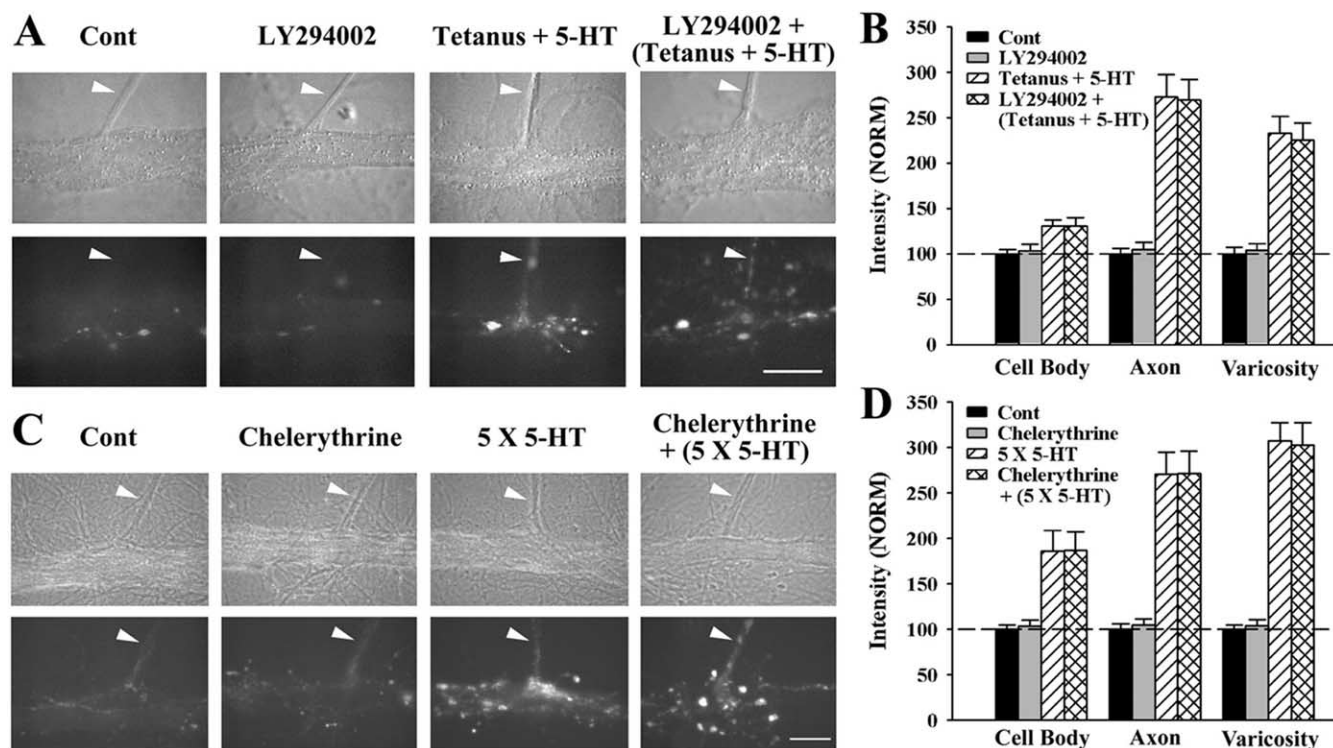 A
Cont
LY294002
Tetanus + 5-HT
LY294002 +
(Tetanus + 5-HT)
B
Intensity (NORM)
350
300
250
200
150
100
50
0
Cont
LY294002
Tetanus + 5-HT
LY294002 +
(Tetanus + 5-HT)
Cell Body
Axon
Varicosity
C
Cont
Chelerythrine
5 X 5-HT
Chelerythrine
+ (5 X 5-HT)
D
Intensity (NORM)
350
300
250
200
150
100
50
0
Cont
Chelerythrine
5 X 5-HT
Chelerythrine
+ (5 X 5-HT)
Cell Body
Axon
Varicosity